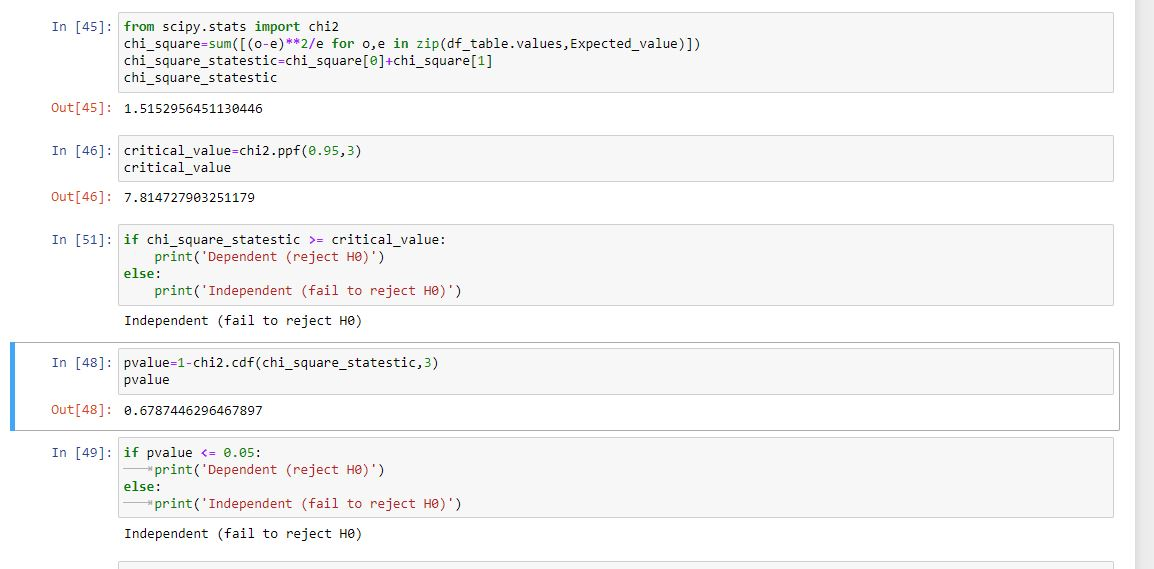 In [45]: from scipy.stats import chi2
chi_square=sum([(o-e)**2/e for o,e in zip(df_table.values,Expected_value)])
chi_square_statestic=chi_square[0]+chi_square[1]
chi_square_statestic
Out[45]: 1.5152956451130446
In [46]: critical_value=chi2.ppf(0.95,3)
critical_value
Out[46]: 7.814727903251179
In [51]: if chi_square_statestic >= critical_value:
    print('Dependent (reject H0)')
else:
    print('Independent (fail to reject H0)')
Independent (fail to reject H0)
In [48]: pvalue=1-chi2.cdf(chi_square_statestic,3)
pvalue
Out[48]: 0.6787446296467897
In [49]: if pvalue <= 0.05:
    print('Dependent (reject H0)')
else:
    print('Independent (fail to reject H0)')
Independent (fail to reject H0)